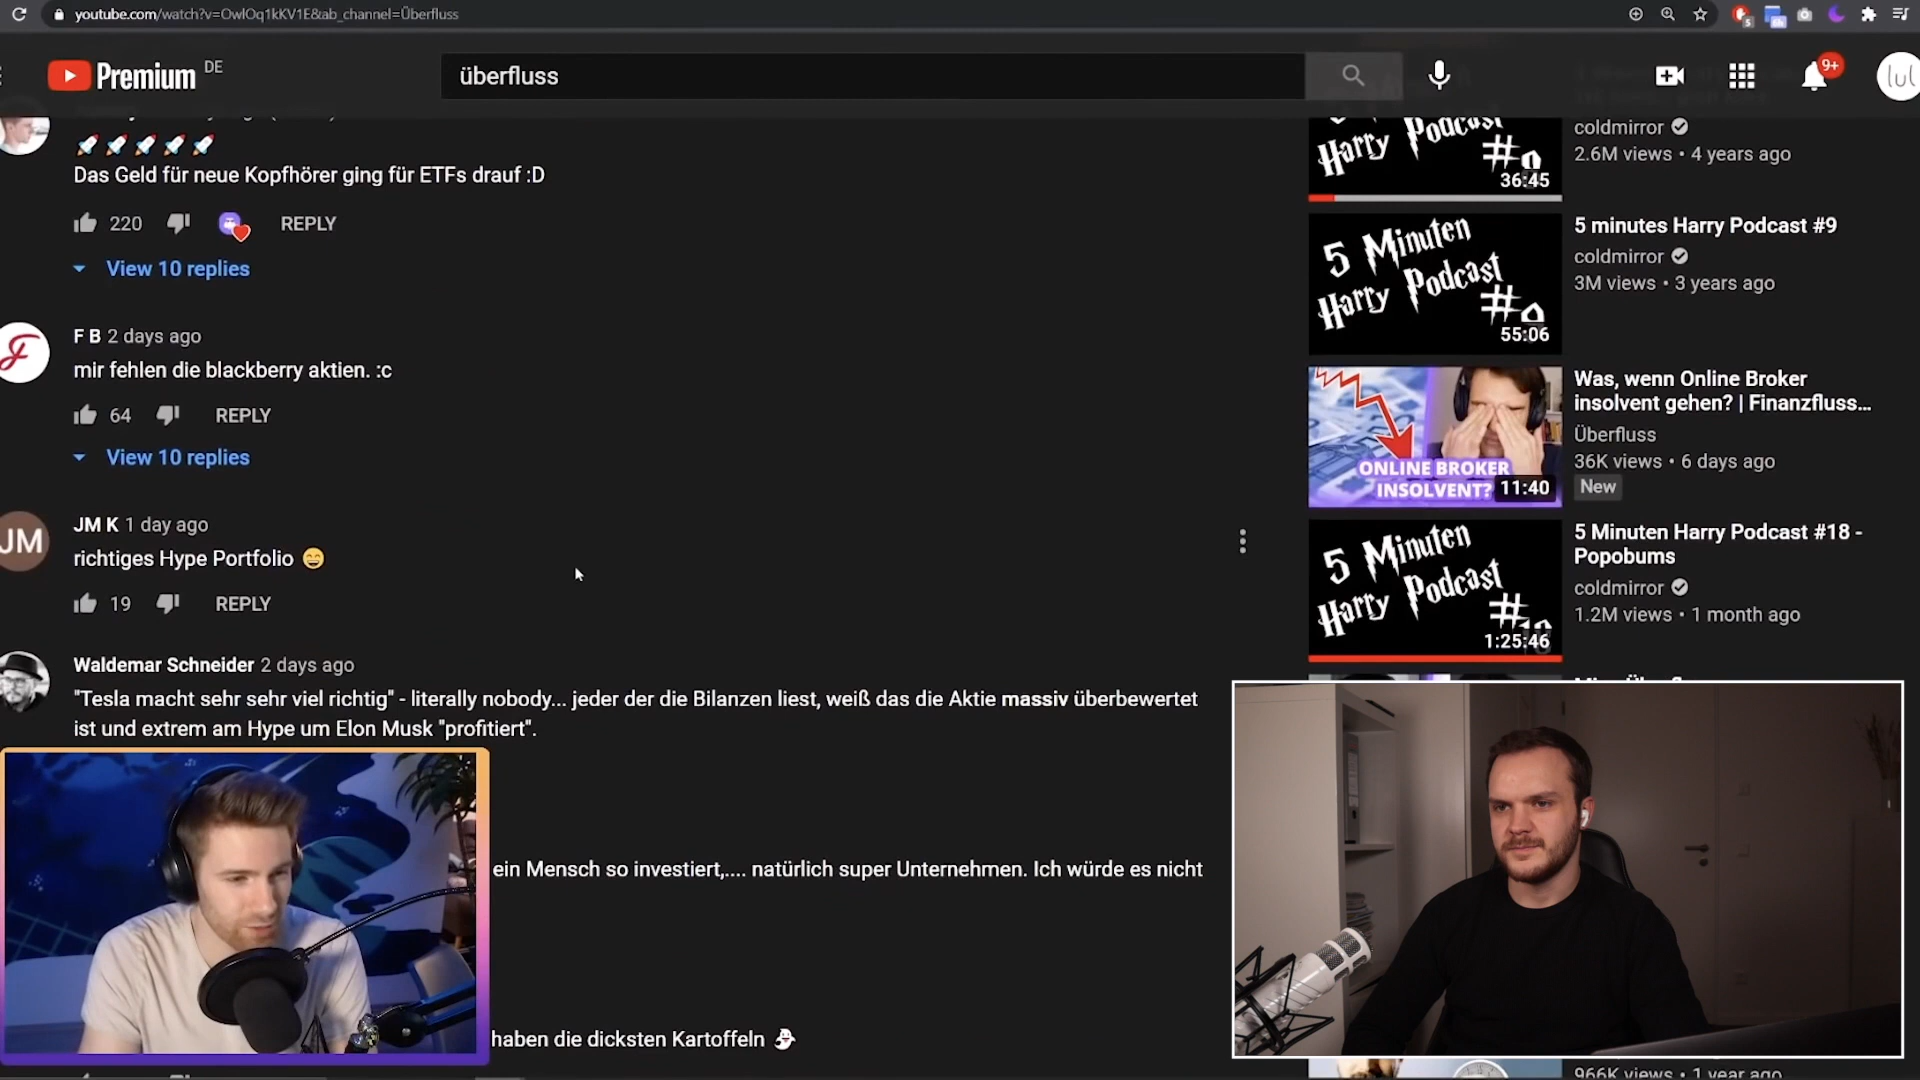 youtube.com/watch?v=OwlOq1kKV1E&ab_channel=Überfluss
Premium DE
überfluss
9+
Das Geld für neue Kopfhörer ging für ETFs drauf :D
220
REPLY
View 10 replies
F B 2 days ago
mir fehlen die blackberry aktien. :c
64
REPLY
View 10 replies
JM
JM K 1 day ago
richtiges Hype Portfolio
19
REPLY
Waldemar Schneider 2 days ago
"Tesla macht sehr sehr viel richtig" - literally nobody... jeder der die Bilanzen liest, weiß das die Aktie massiv überbewertet
ist und extrem am Hype um Elon Musk "profitiert".
ein Mensch so investiert,.... natürlich super Unternehmen. Ich würde es nicht
haben die dicksten Kartoffeln
Harry Podcast
36:45
coldmirror
2.6M views • 4 years ago
5 Minuten
Harry Podcast
#9
55:06
5 minutes Harry Podcast #9
coldmirror
3M views • 3 years ago
ONLINE BROKER
INSOLVENT?
11:40
Was, wenn Online Broker
insolvent gehen? | Finanzfluss...
Überfluss
36K views • 6 days ago
New
5 Minuten
Harry Podcast
#18
1:25:46
5 Minuten Harry Podcast #18 -
Popobums
coldmirror
1.2M views • 1 month ago
966K views • 1 year ago